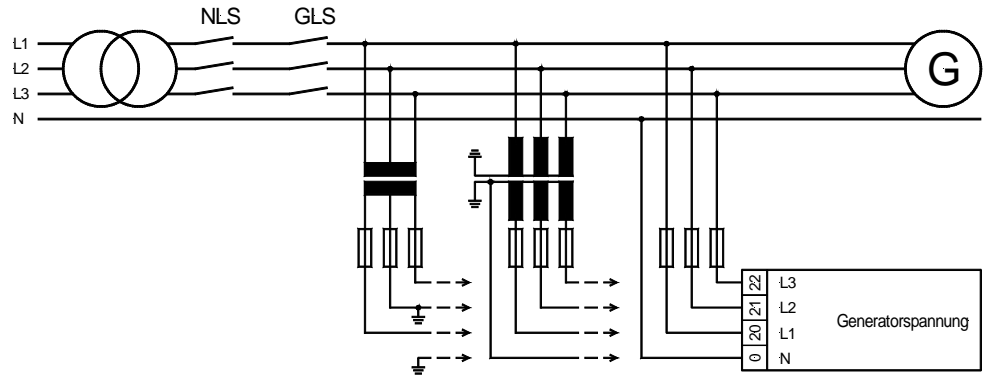 NLS GLS
L1
L2
L3
N
G
22 L3
21 L2
20 L1
0 N
Generatorspannung